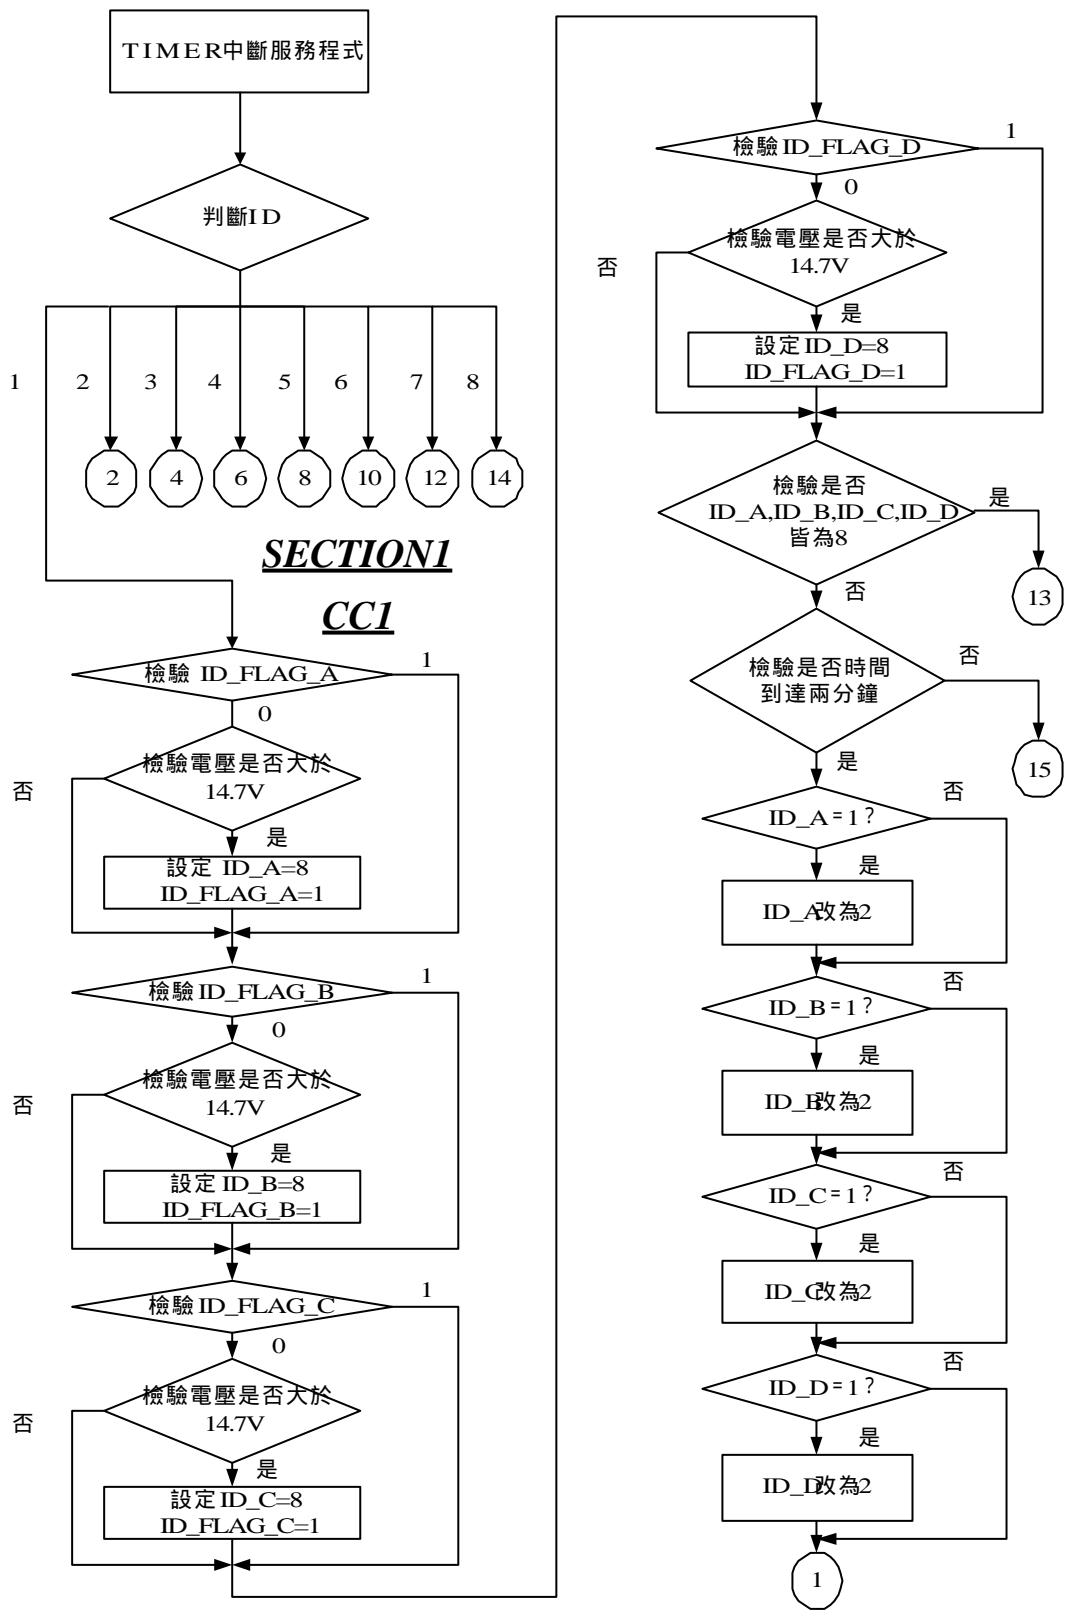 TIMER中斷服務程式
判斷ID
1
2
3
4
5
6
7
8
2
4
6
8
10
12
14
SECTION1
CC1
檢驗 ID_FLAG_A
1
0
檢驗電壓是否大於
14.7V
否
是
設定 ID_A=8
ID_FLAG_A=1
檢驗 ID_FLAG_B
1
0
檢驗電壓是否大於
14.7V
否
是
設定 ID_B=8
ID_FLAG_B=1
檢驗 ID_FLAG_C
1
0
檢驗電壓是否大於
14.7V
否
是
設定 ID_C=8
ID_FLAG_C=1
檢驗 ID_FLAG_D
1
0
檢驗電壓是否大於
14.7V
否
是
設定 ID_D=8
ID_FLAG_D=1
檢驗是否
ID_A,ID_B,ID_C,ID_D
皆為8
是
13
否
檢驗是否時間
到達兩分鐘
否
15
是
ID_A=1?
否
是
ID_A改為2
ID_B=1?
否
是
ID_B改為2
ID_C=1?
否
是
ID_C改為2
ID_D=1?
否
是
ID_D改為2
1